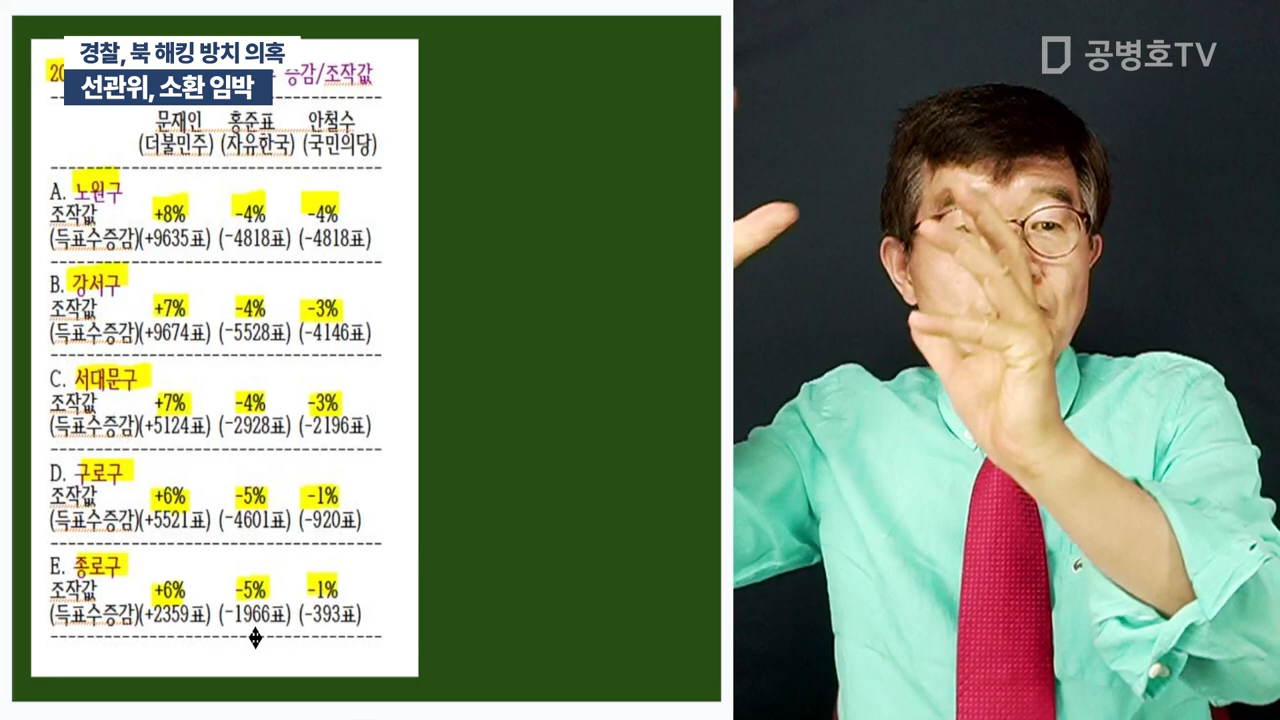 경찰, 북 해킹 방치 의혹
선관위, 소환 임박
공병호TV
20
증감/조작값
문재인 홍준표 안철수
(더불민주) (자유한국) (국민의당)
A. 노원구
조작값 +8% -4% -4%
(득표수증감)(+9635표) (-4818표) (-4818표)
B. 강서구
조작값 +7% -4% -3%
(득표수증감)(+9674표) (-5528표) (-4146표)
C. 서대문구
조작값 +7% -4% -3%
(득표수증감)(+5124표) (-2928표) (-2196표)
D. 구로구
조작값 +6% -5% -1%
(득표수증감)(+5521표) (-4601표) (-920표)
E. 종로구
조작값 +6% -5% -1%
(득표수증감)(+2359표) (-1966표) (-393표)